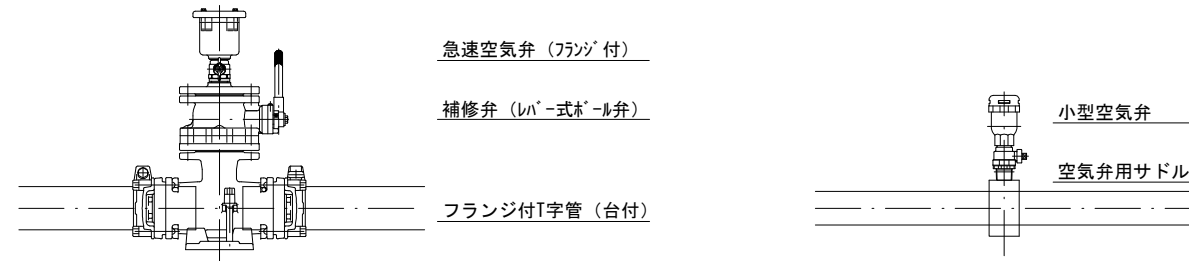 急速空気弁（ﾌﾗﾝｼﾞ付）
補修弁（ﾚﾊﾞｰ式ﾎﾞｰﾙ弁）
フランジ付T字管（台付）
小型空気弁
空気弁用サドル